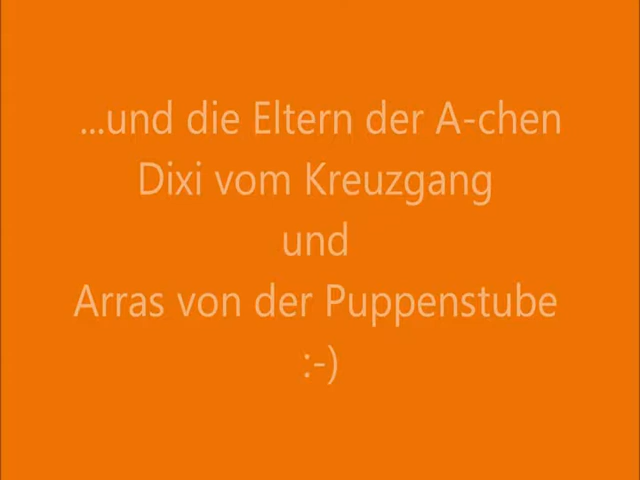 ...und die Eltern der A-chen
Dixi vom Kreuzgang
und
Arras von der Puppenstube
:-)